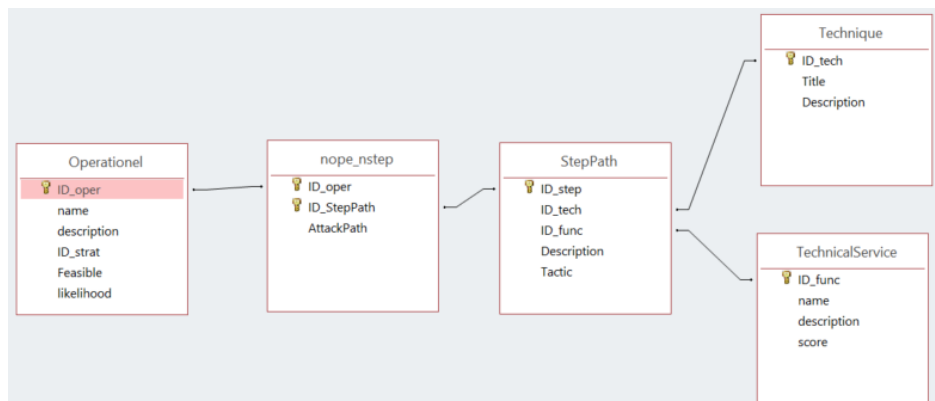 Operationel
ID_oper
name
description
ID_strat
Feasible
likelihood
nope_nstep
ID_oper
ID_StepPath
AttackPath
StepPath
ID_step
ID_tech
ID_func
Description
Tactic
Technique
ID_tech
Title
Description
TechnicalService
ID_func
name
description
score